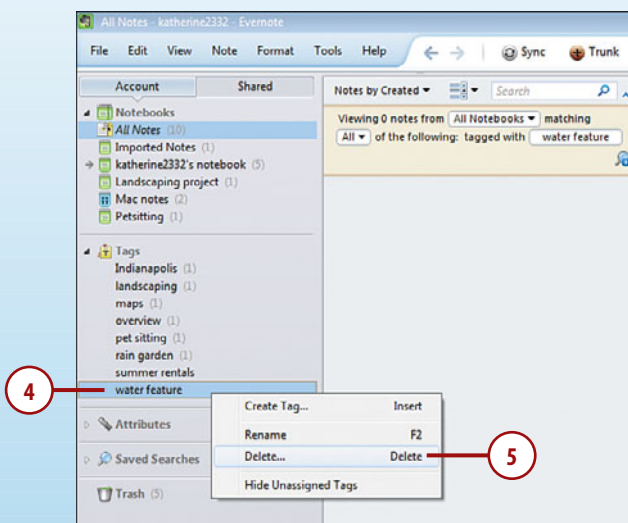 All Notes - katherine2332 - Evernote
File Edit View Note Format Tools Help Sync Trunk
Account Shared
Notes by Created Search
Notebooks
All Notes (10)
Imported Notes (1)
katherine2332's notebook (5)
Landscaping project (1)
Mac notes (2)
Petsitting (1)
Viewing 0 notes from All Notebooks matching
All of the following: tagged with water feature
Tags
Indianapolis (1)
landscaping (1)
maps (1)
overview (1)
pet sitting (1)
rain garden (1)
summer rentals
water feature
4
Create Tag... Insert
Rename F2
Delete... Delete
5
Hide Unassigned Tags
Attributes
Saved Searches
Trash (5)